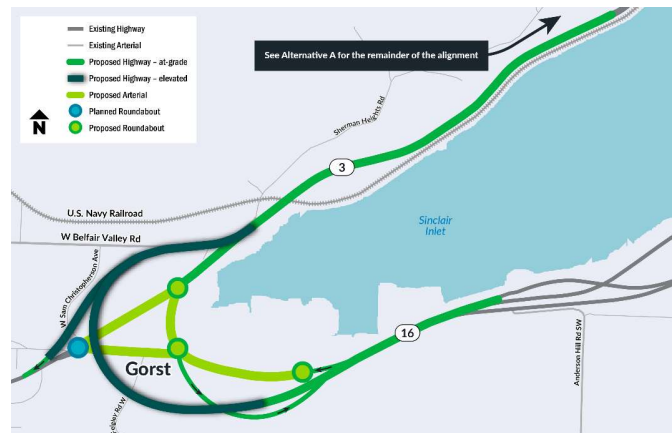 Existing Highway
Existing Arterial
Proposed Highway – at-grade
Proposed Highway – elevated
Proposed Arterial
Planned Roundabout
Proposed Roundabout
N
See Alternative A for the remainder of the alignment
Sherman Heights Rd
3
U.S. Navy Railroad
W Belfair Valley Rd
Sinclair
Inlet
W Sam Christopherson Ave
16
Anderson Hill Rd SW
Gorst
Rd W